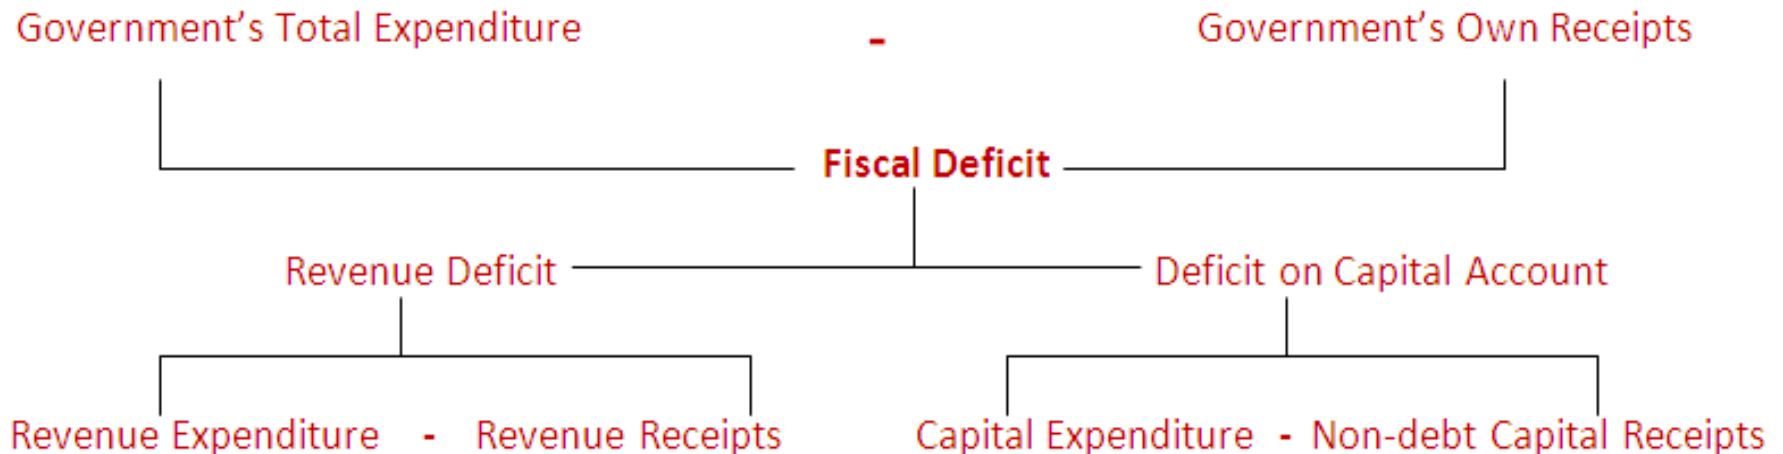 Government’s Total Expenditure - Government’s Own Receipts
Fiscal Deficit
Revenue Deficit Deficit on Capital Account
Revenue Expenditure - Revenue Receipts Capital Expenditure - Non-debt Capital Receipts